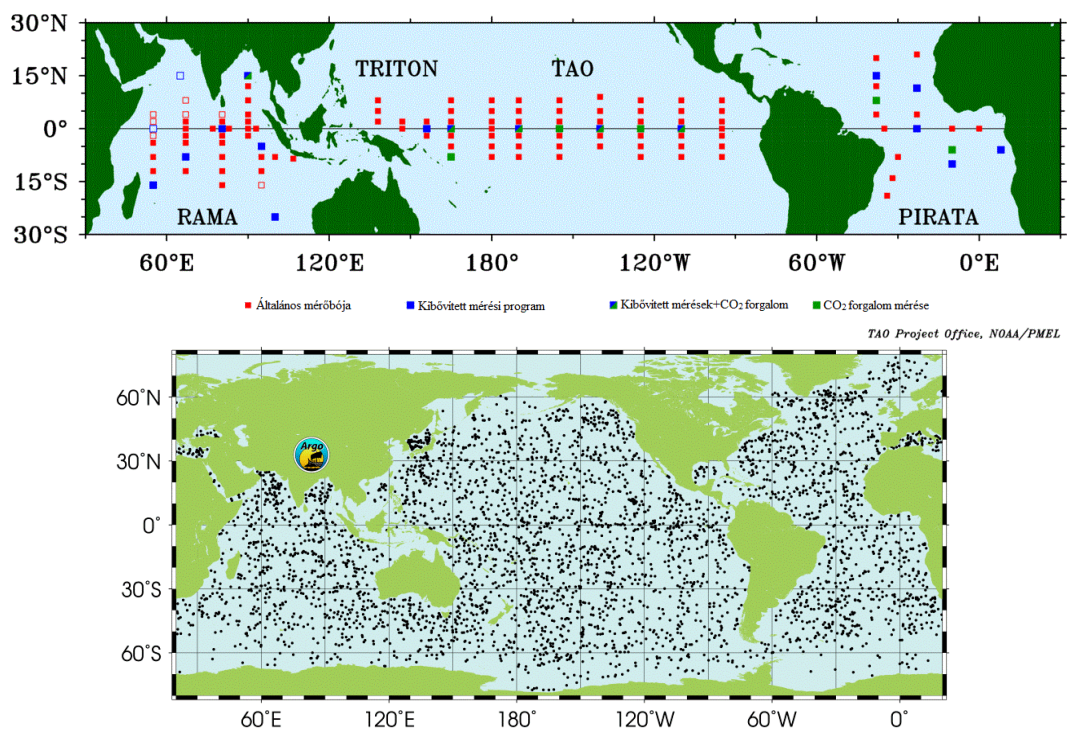 30°N
15°N
TRITON TAO
0°
15°S
RAMA PIRATA
30°S
60°E 120°E 180° 120°W 60°W 0°E
Általános mérőbója Kibővitett mérési program Kibővitett mérések+CO2 forgalom CO2 forgalom mérése
TAO Project Office, NOAA/PMEL
60°N
Argo
30°N
0°
30°S
60°S
60°E 120°E 180° 120°W 60°W 0°